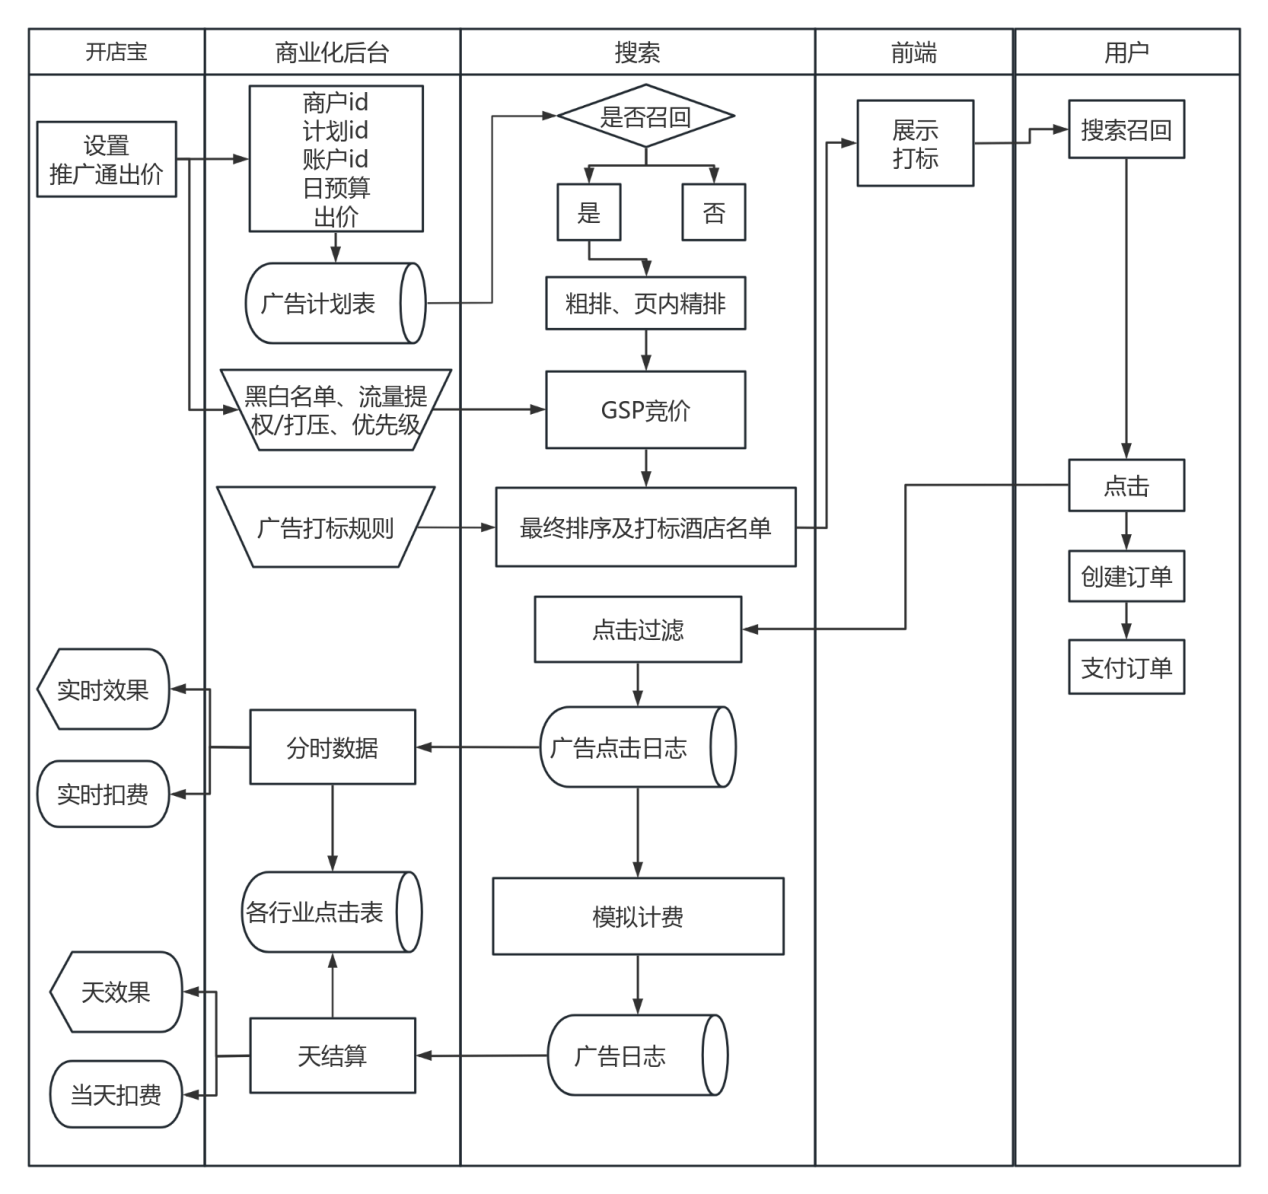 开店宝
商业化后台
搜索
前端
用户
设置
推广通出价
商户id
计划id
账户id
日预算
出价
广告计划表
黑白名单、流量提
权/打压、优先级
广告打标规则
是否召回
是
否
粗排、页内精排
GSP竞价
最终排序及打标酒店名单
展示
打标
搜索召回
点击
创建订单
支付订单
点击过滤
广告点击日志
模拟计费
广告日志
分时数据
各行业点击表
天结算
实时效果
实时扣费
天效果
当天扣费